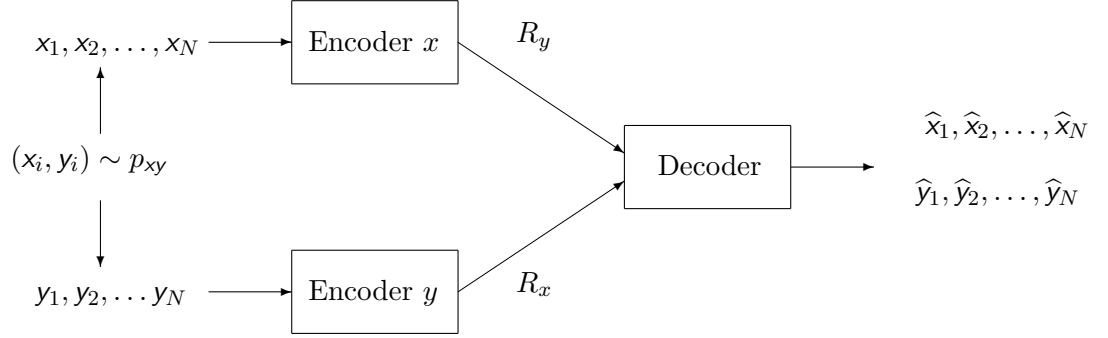 x₁, x₂, . . . , x_N
Encoder x
R_y
(x_i, y_i) ∼ p_xy
Decoder
x̂₁, x̂₂, . . . , x̂_N
ŷ₁, ŷ₂, . . . , ŷ_N
y₁, y₂, . . . y_N
Encoder y
R_x